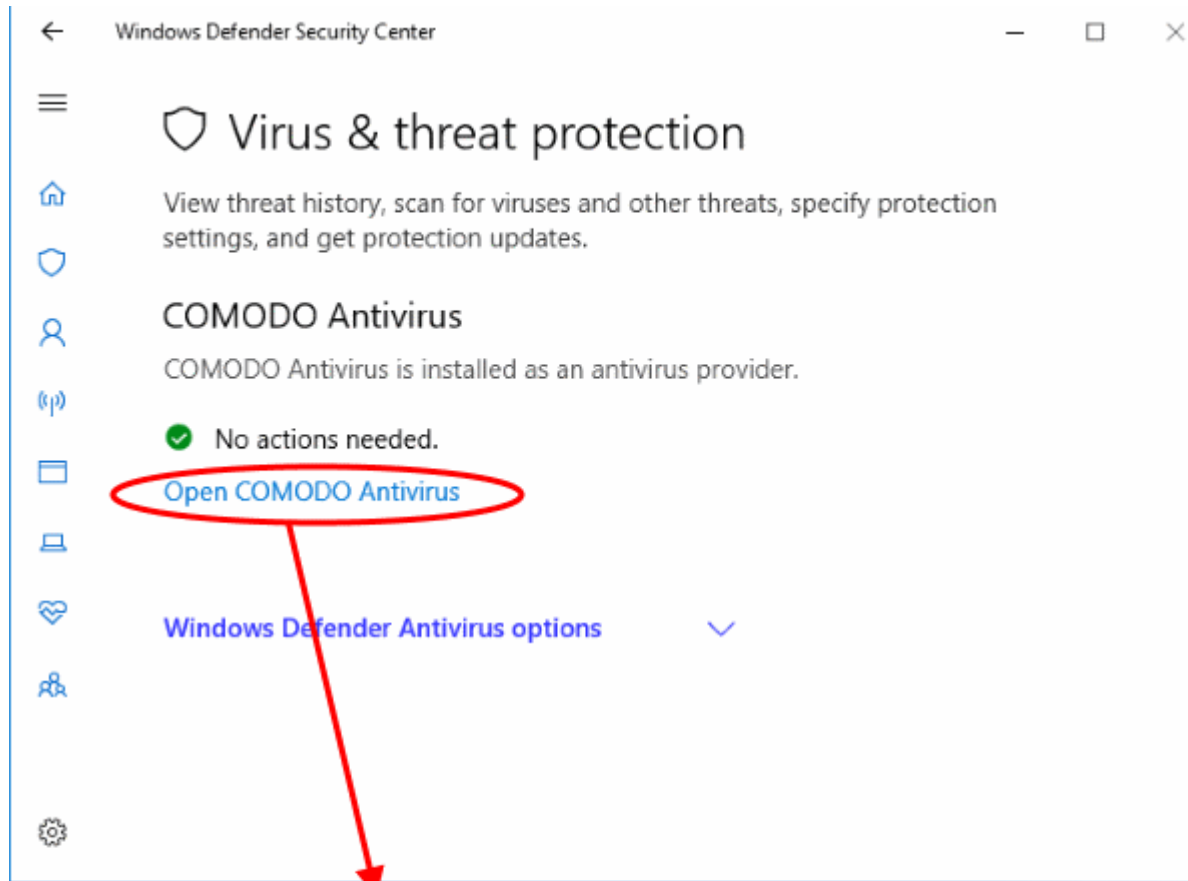 Windows Defender Security Center
Virus & threat protection
View threat history, scan for viruses and other threats, specify protection
settings, and get protection updates.
COMODO Antivirus
COMODO Antivirus is installed as an antivirus provider.
No actions needed.
Open COMODO Antivirus
Windows Defender Antivirus options